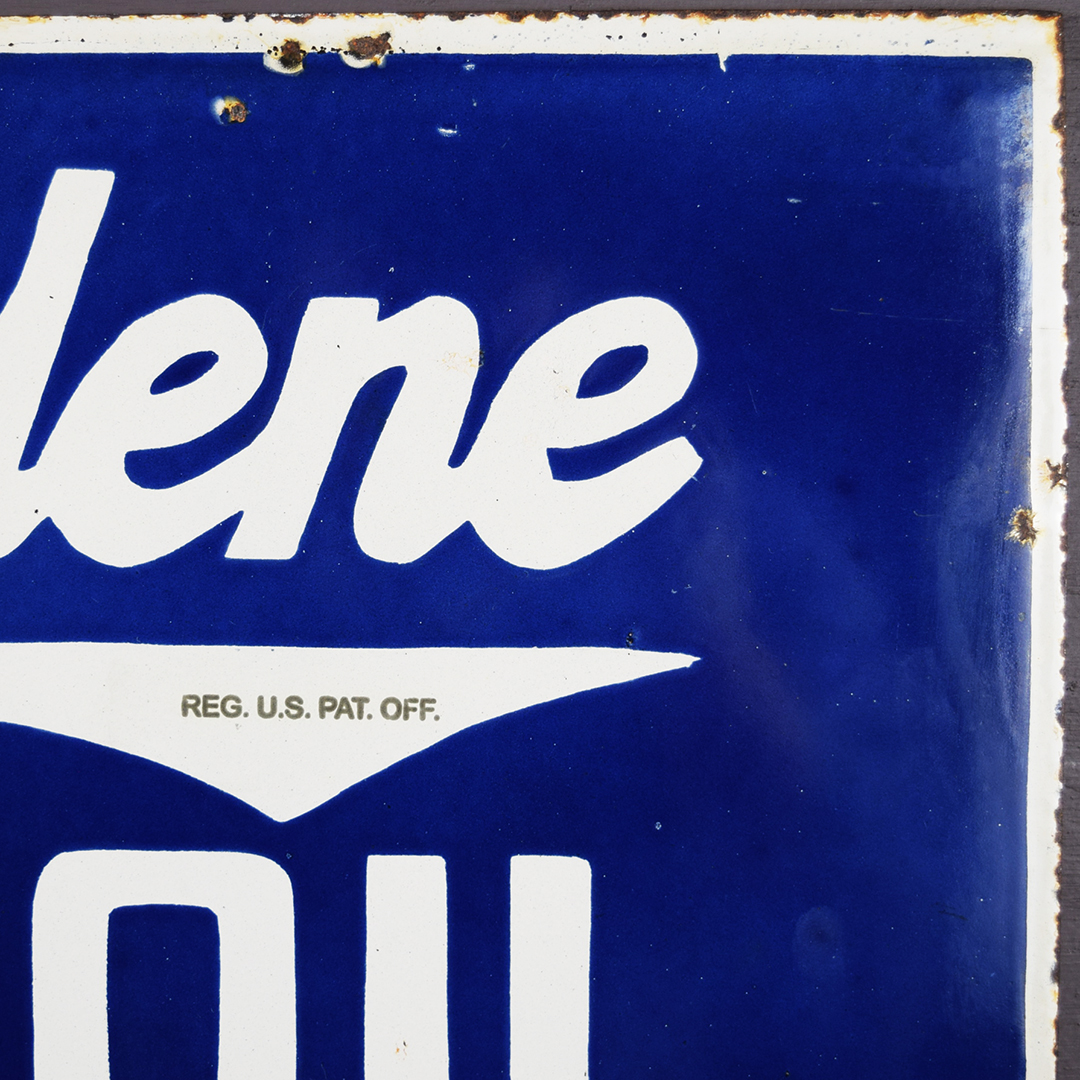 lene
REG. U.S. PAT. OFF.